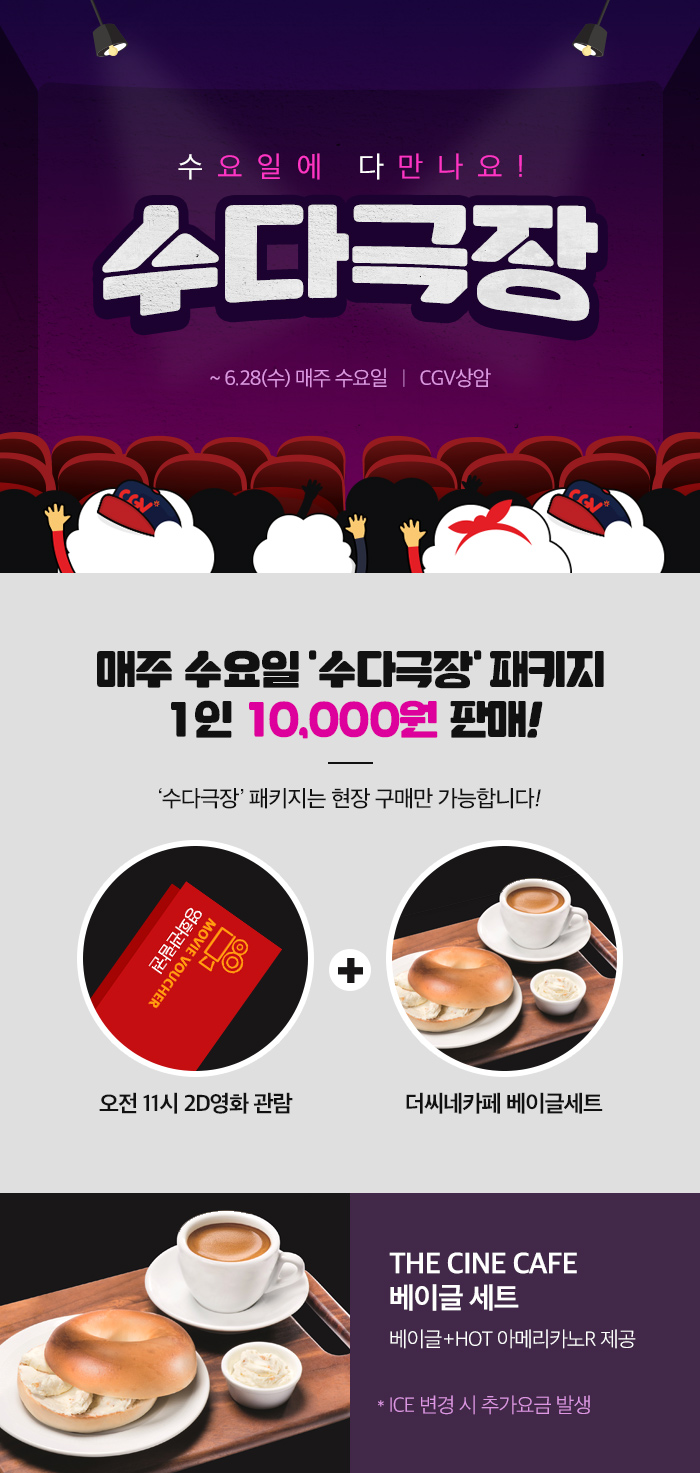 수요일에 다만나요!
수다극장
~ 6.28(수) 매주 수요일 | CGV상암
CGV
CGV
매주 수요일 '수다극장' 패키지
1인 10,000원 판매!
‘수다극장’ 패키지는 현장 구매만 가능합니다!
영화관람권
MOVIE VOUCHER
오전 11시 2D영화 관람
더씨네카페 베이글세트
THE CINE CAFE
베이글 세트
베이글+HOT 아메리카노R 제공
* ICE 변경 시 추가요금 발생